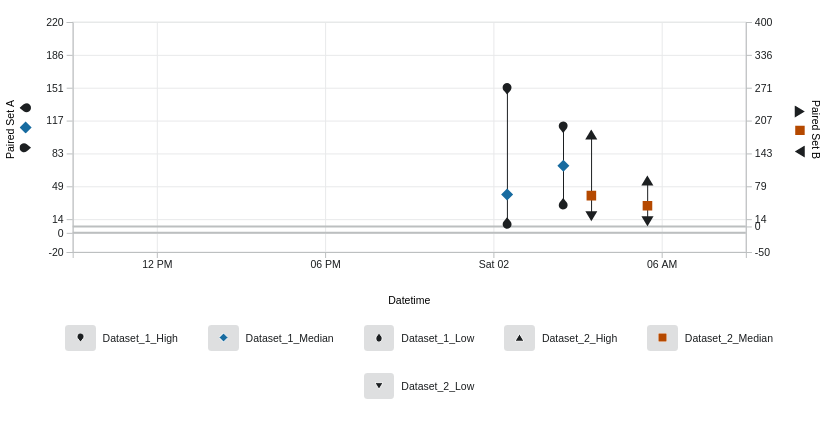 220
186
151
117
83
49
14
0
-20
400
336
271
207
143
79
14
0
-50
Paired Set A
Paired Set B
12 PM
06 PM
Sat 02
06 AM
Datetime
Dataset_1_High
Dataset_1_Median
Dataset_1_Low
Dataset_2_High
Dataset_2_Median
Dataset_2_Low